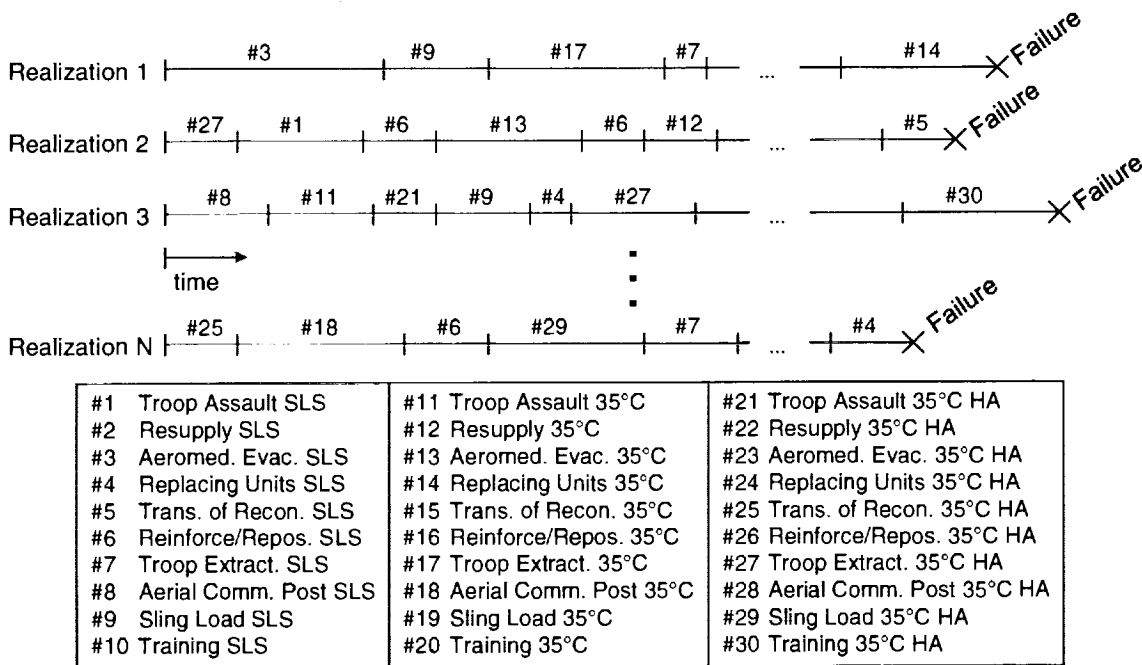 #3 #9 #17 #7 #14 Failure
Realization 1 ...
#27 #1 #6 #13 #6 #12 #5 Failure
Realization 2 ...
#8 #11 #21 #9 #4 #27 #30 Failure
Realization 3 ...
time
#25 #18 #6 #29 #7 #4 Failure
Realization N ...
#1 Troop Assault SLS
#2 Resupply SLS
#3 Aeromed. Evac. SLS
#4 Replacing Units SLS
#5 Trans. of Recon. SLS
#6 Reinforce/Repos. SLS
#7 Troop Extract. SLS
#8 Aerial Comm. Post SLS
#9 Sling Load SLS
#10 Training SLS
#11 Troop Assault 35°C
#12 Resupply 35°C
#13 Aeromed. Evac. 35°C
#14 Replacing Units 35°C
#15 Trans. of Recon. 35°C
#16 Reinforce/Repos. 35°C
#17 Troop Extract. 35°C
#18 Aerial Comm. Post 35°C
#19 Sling Load 35°C
#20 Training 35°C
#21 Troop Assault 35°C HA
#22 Resupply 35°C HA
#23 Aeromed. Evac. 35°C HA
#24 Replacing Units 35°C HA
#25 Trans. of Recon. 35°C HA
#26 Reinforce/Repos. 35°C HA
#27 Troop Extract. 35°C HA
#28 Aerial Comm. Post 35°C HA
#29 Sling Load 35°C HA
#30 Training 35°C HA